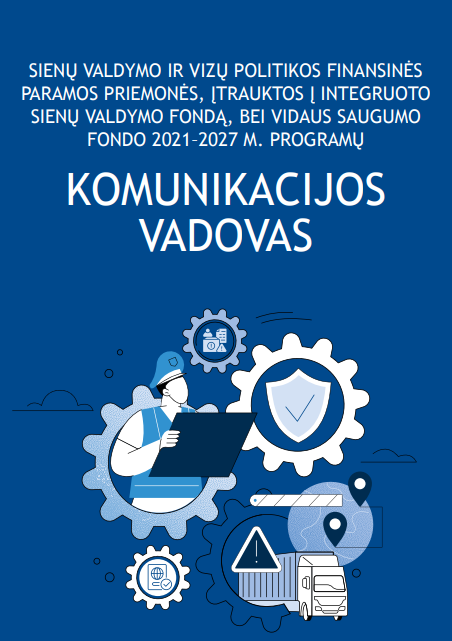 SIENŲ VALDYMO IR VIZŲ POLITIKOS FINANSINĖS
PARAMOS PRIEMONĖS, ĮTRAUKTOS Į INTEGRUOTO
SIENŲ VALDYMO FONDĄ, BEI VIDAUS SAUGUMO
FONDO 2021-2027 M. PROGRAMŲ
KOMUNIKACIJOS
VADOVAS